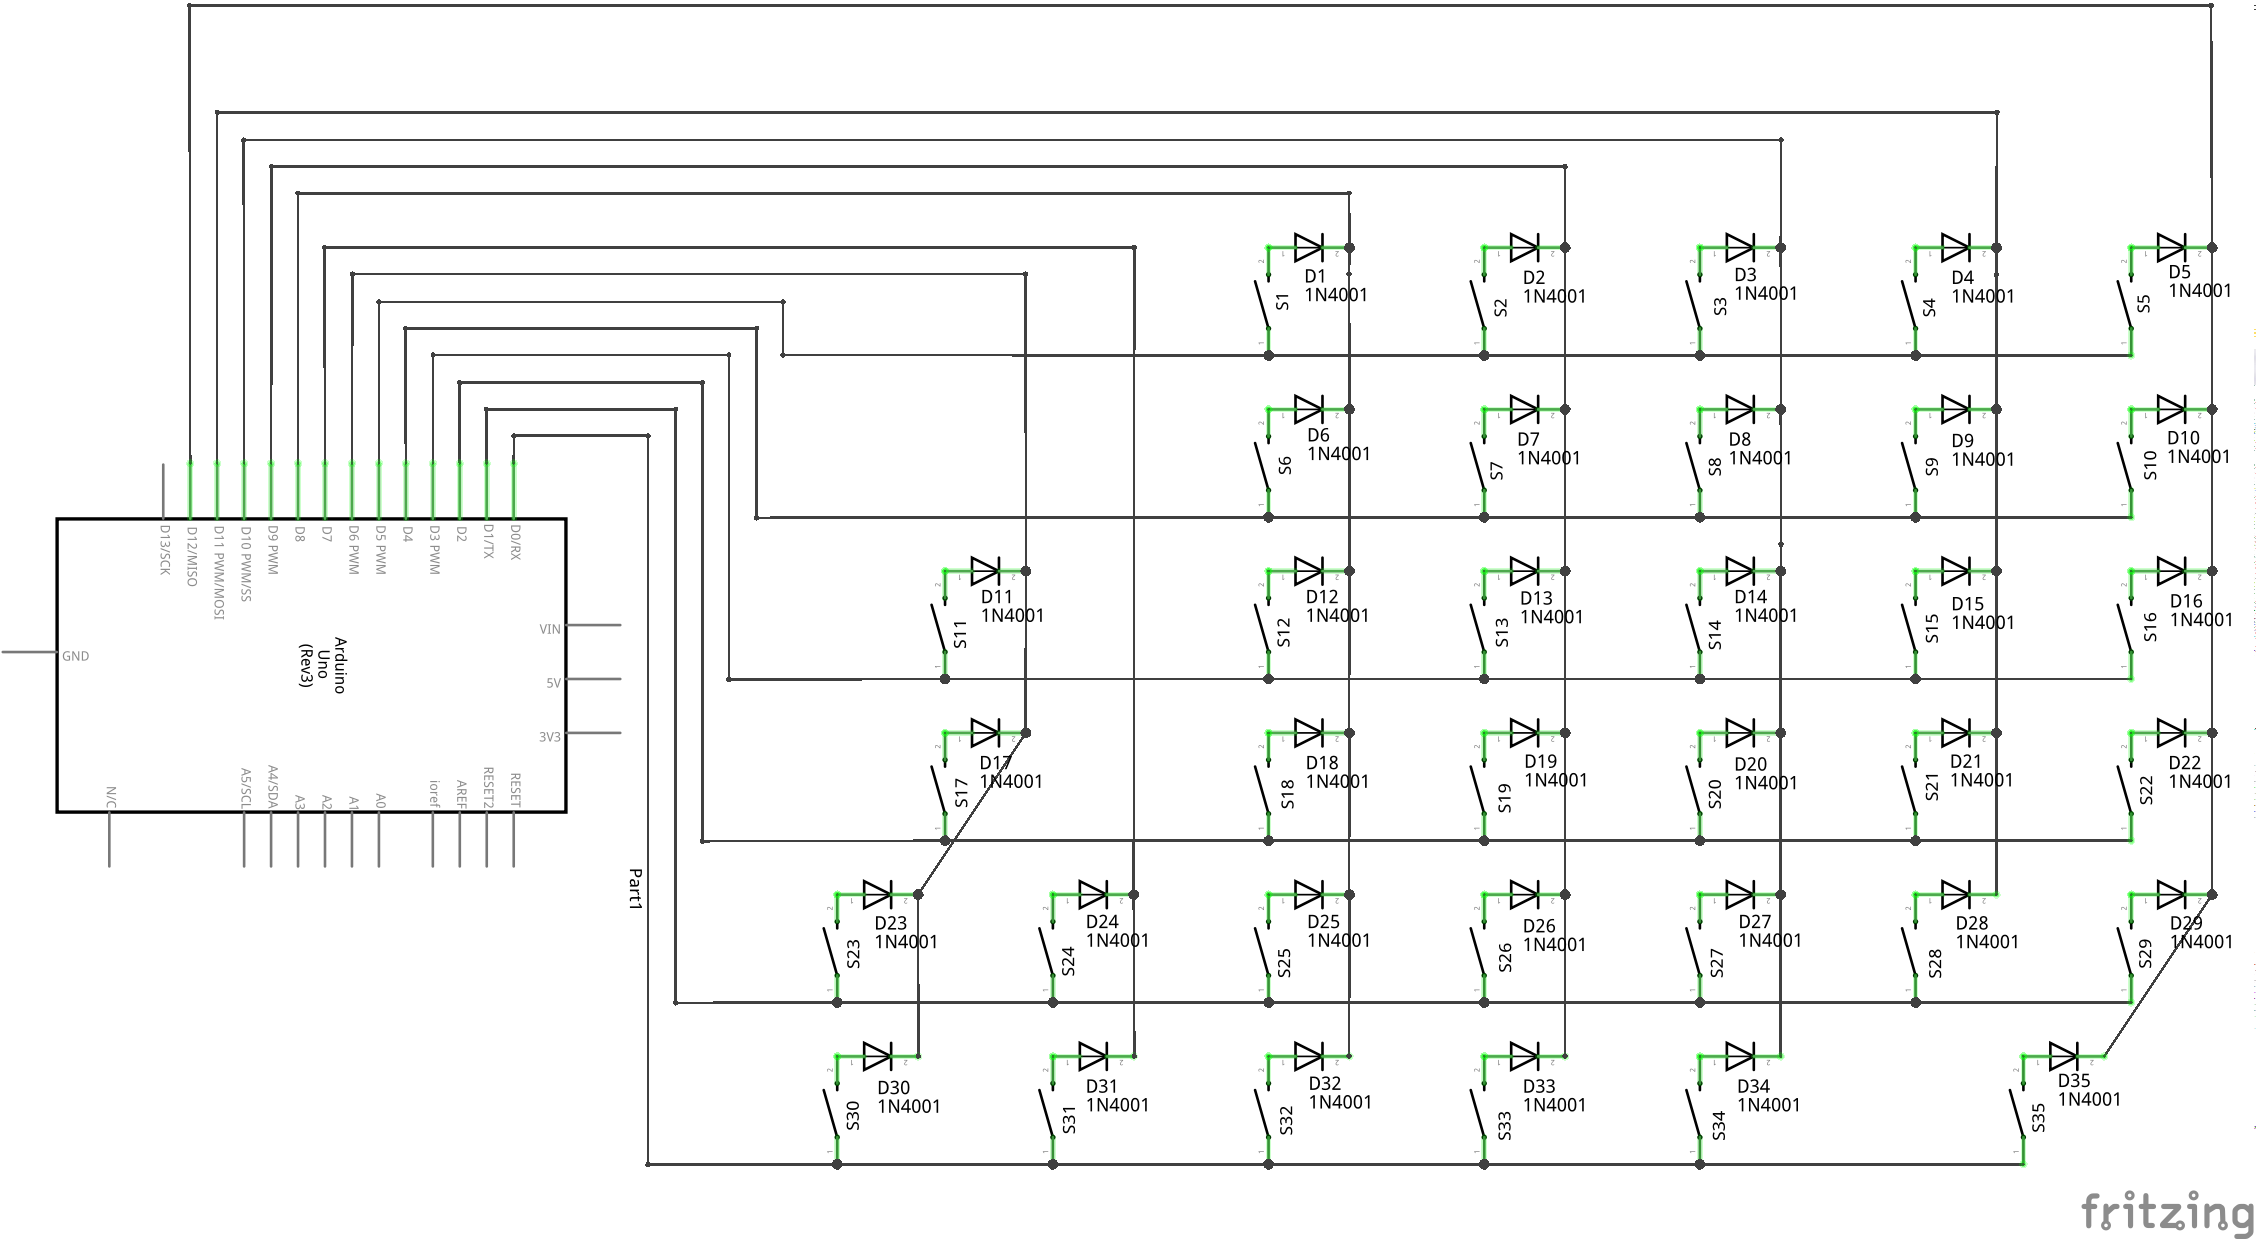 D1
1N4001
D2
1N4001
D3
1N4001
D4
1N4001
D5
1N4001
S1
S2
S3
S4
S5
D6
1N4001
D7
1N4001
D8
1N4001
D9
1N4001
D10
1N4001
S6
S7
S8
S9
S10
D13/SCK
D12/MISO
D11 PWM/MOSI
D10 PWM/SS
D9 PWM
D8
D7
D6 PWM
D5 PWM
D4
D3 PWM
D2
D1/TX
D0/RX
VIN
5V
3V3
GND
Arduino
Uno
(Rev3)
N/C
A5/SCL
A4/SDA
A3
A2
A1
A0
ioref
AREF
RESET2
RESET
Part1
D11
1N4001
D12
1N4001
D13
1N4001
D14
1N4001
D15
1N4001
D16
1N4001
S11
S12
S13
S14
S15
S16
D17
1N4001
D18
1N4001
D19
1N4001
D20
1N4001
D21
1N4001
D22
1N4001
S17
S18
S19
S20
S21
S22
D23
1N4001
D24
1N4001
D25
1N4001
D26
1N4001
D27
1N4001
D28
1N4001
D29
1N4001
S23
S24
S25
S26
S27
S28
S29
D30
1N4001
D31
1N4001
D32
1N4001
D33
1N4001
D34
1N4001
D35
1N4001
S30
S31
S32
S33
S34
S35
fritzing